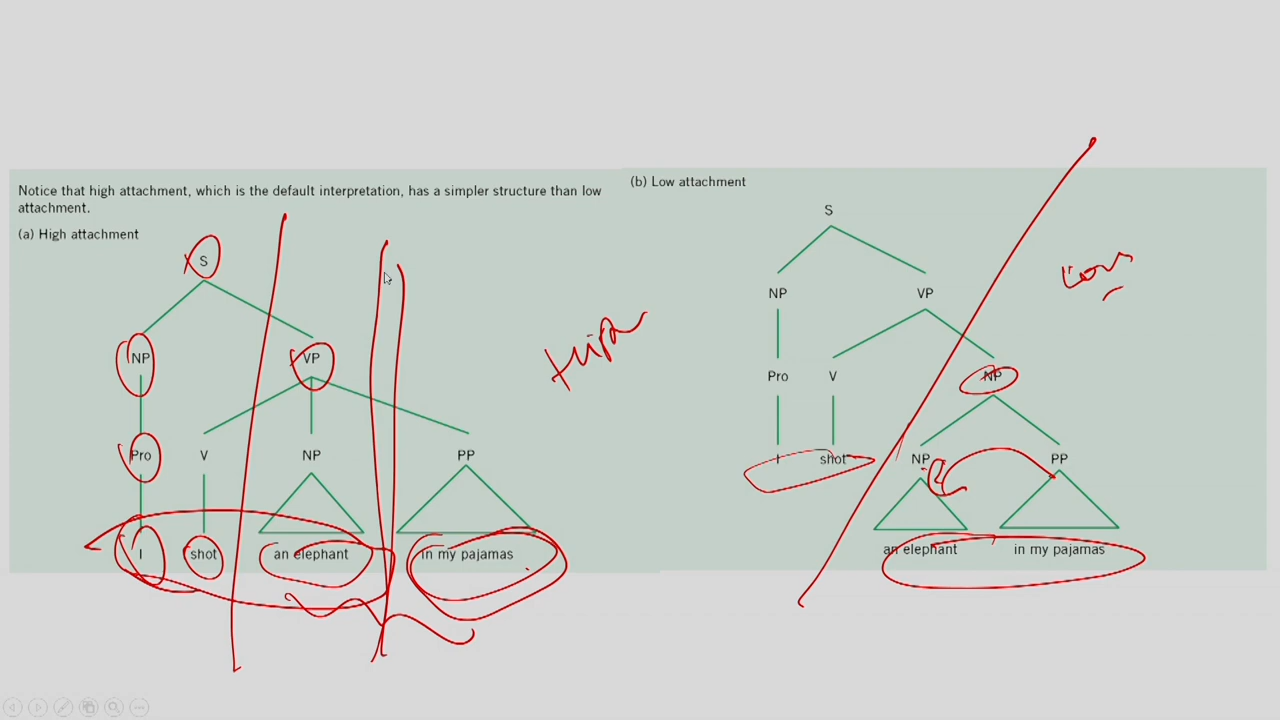 Notice that high attachment, which is the default interpretation, has a simpler structure than low
attachment.
(a) High attachment
S
NP VP
Pro V NP PP
I shot an elephant in my pajamas
(b) Low attachment
S
NP VP
Pro V NP
I shot NP PP
an elephant in my pajamas